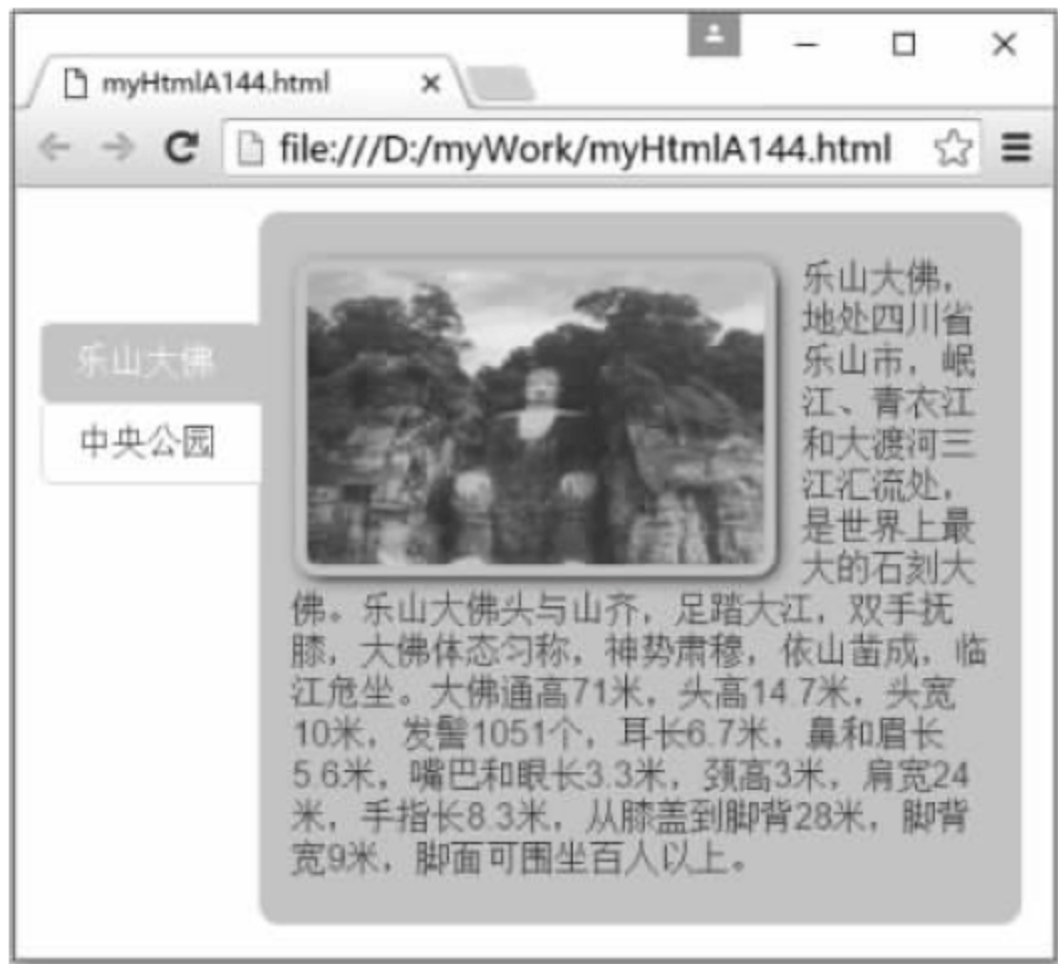 myHtmlA144.html
file:///D:/myWork/myHtmlA144.html
乐山大佛
中央公园
乐山大佛，
地处四川省
乐山市，岷
江、青衣江
和大渡河三
江汇流处，
是世界上最
大的石刻大
佛。乐山大佛头与山齐，足踏大江，双手抚
膝，大佛体态匀称，神势肃穆，依山凿成，临
江危坐。大佛通高71米，头高14.7米，头宽
10米，发髻1051个，耳长6.7米，鼻和眉长
5.6米，嘴巴和眼长3.3米，颈高3米，肩宽24
米，手指长8.3米，从膝盖到脚背28米，脚背
宽9米，脚面可围坐百人以上。